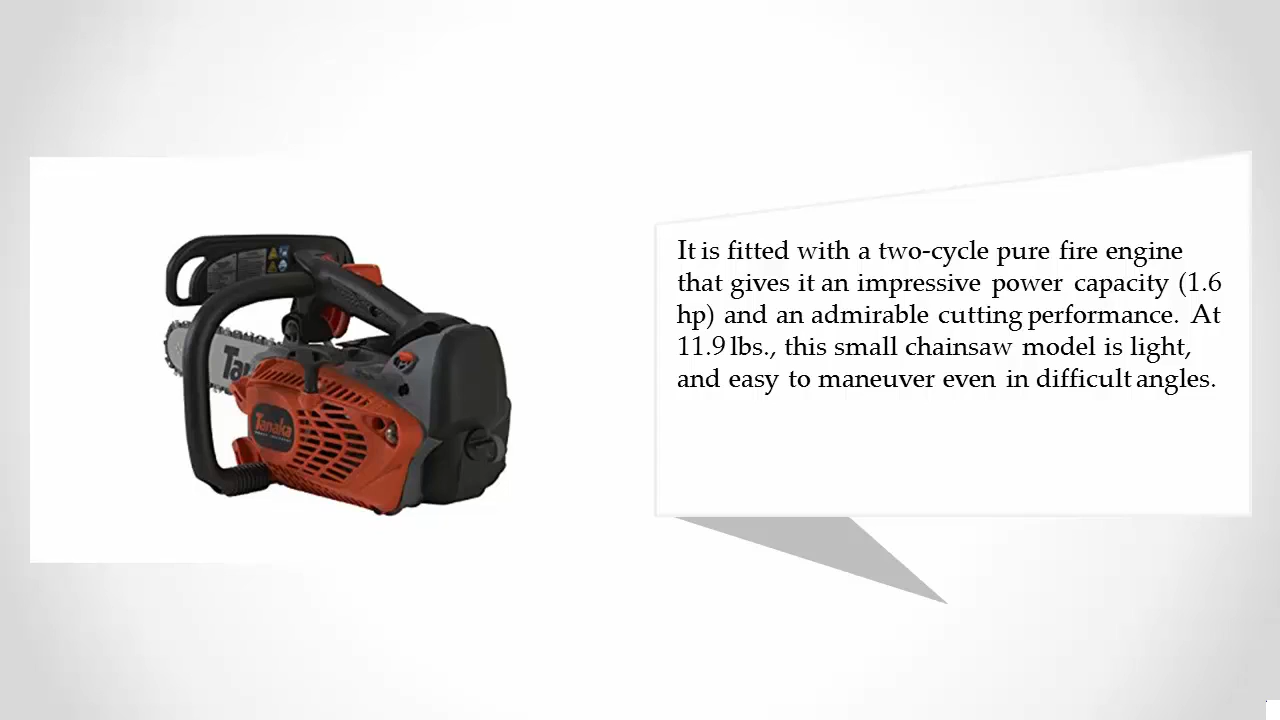 It is fitted with a two-cycle pure fire engine
that gives it an impressive power capacity (1.6
hp) and an admirable cutting performance. At
11.9 lbs., this small chainsaw model is light,
and easy to maneuver even in difficult angles.
Ta
Tanaka